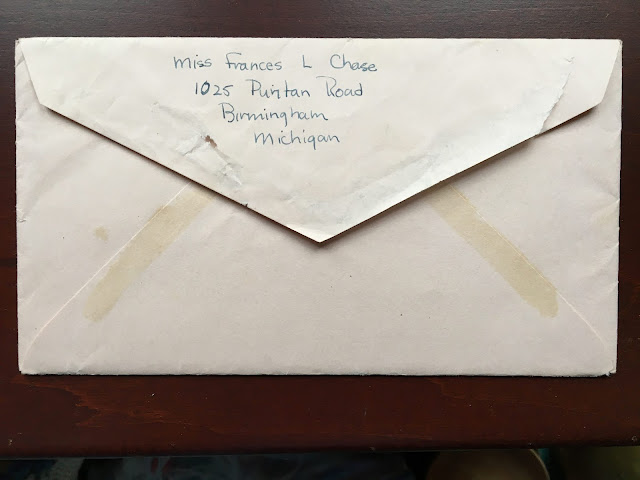 Miss Frances L Chase
1025 Puritan Road
Birmingham
Michigan